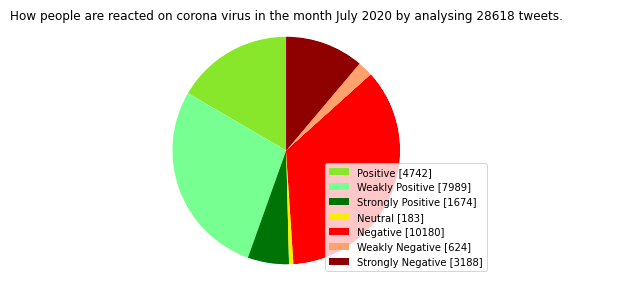 How people are reacted on corona virus in the month July 2020 by analysing 28618 tweets.
Positive [4742]
Weakly Positive [7989]
Strongly Positive [1674]
Neutral [183]
Negative [10180]
Weakly Negative [624]
Strongly Negative [3188]